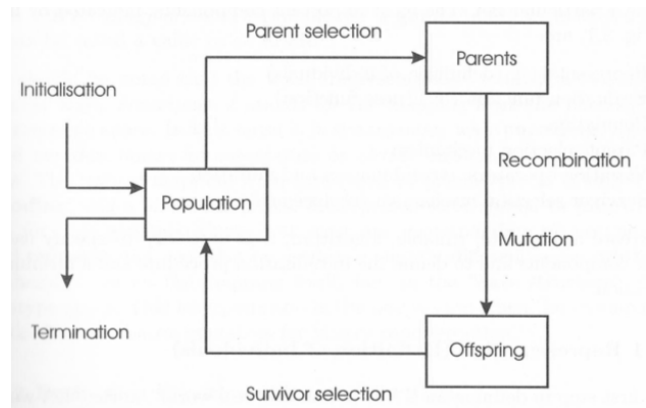 Parent selection
Parents
Initialisation
Recombination
Population
Mutation
Termination
Offspring
Survivor selection